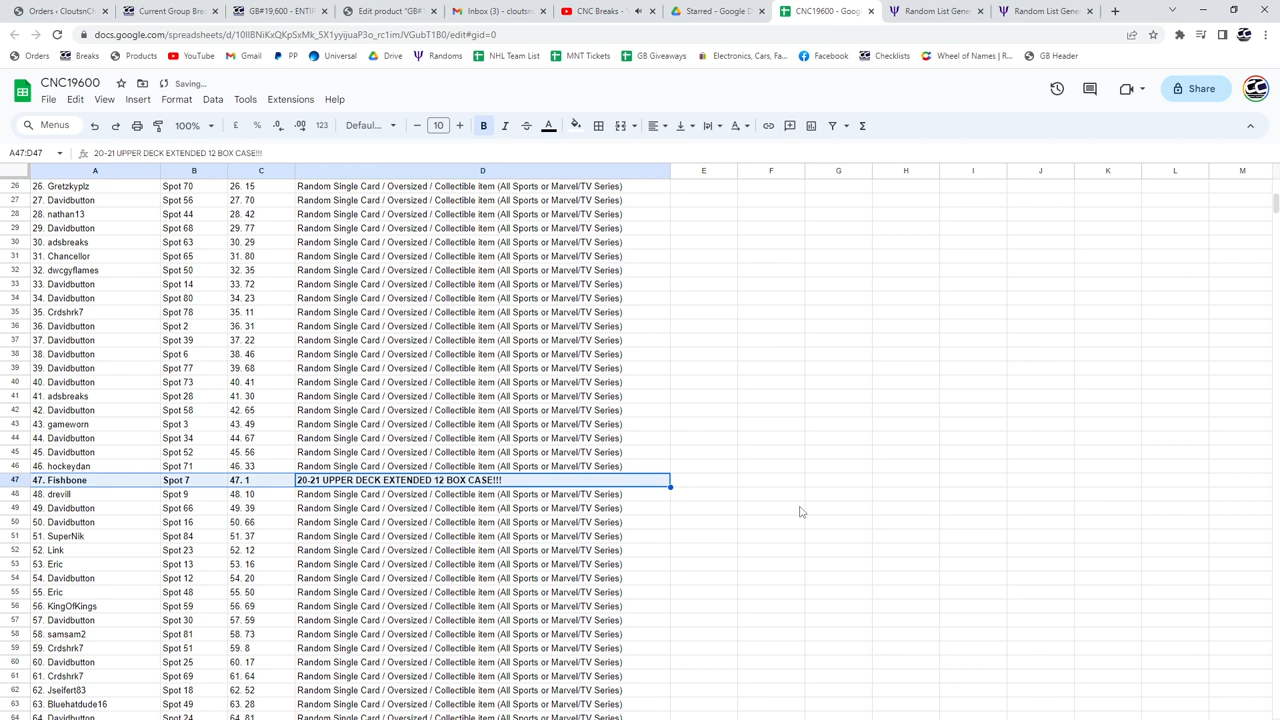 Orders ‹ CloutsnCh
Current Group Break
GB#19,600 - ENTIR
Edit product "GB#
Inbox (3) - clouts
CNC Breaks -
Starred - Google D
CNC19600 - Goog
Random List Gene
Random List Gene
docs.google.com/spreadsheets/d/10IIBNiKxQKpSxMk_SX1yyijuaP3o_rc1imJVGubT1B0/edit#gid=0
Orders Breaks Products YouTube Gmail PP Universal Drive Randoms NHL Team List MNT Tickets GB Giveaways Electronics, Cars, Fa... Facebook Checklists Wheel of Names | R... GB Header
CNC19600 Saving...
File Edit View Insert Format Data Tools Extensions Help
Share
Menus 100% £ % .0 .00 123 Defaul... − 10 + B I A Σ
A47:D47 fx 20-21 UPPER DECK EXTENDED 12 BOX CASE!!!
A B C D E F G H I J K L M
26 26. Gretzkyplz Spot 70 26. 15 Random Single Card / Oversized / Collectible item (All Sports or Marvel/TV Series)
27 27. Davidbutton Spot 56 27. 70 Random Single Card / Oversized / Collectible item (All Sports or Marvel/TV Series)
28 28. nathan13 Spot 44 28. 42 Random Single Card / Oversized / Collectible item (All Sports or Marvel/TV Series)
29 29. Davidbutton Spot 68 29. 77 Random Single Card / Oversized / Collectible item (All Sports or Marvel/TV Series)
30 30. adsbreaks Spot 63 30. 29 Random Single Card / Oversized / Collectible item (All Sports or Marvel/TV Series)
31 31. Chancellor Spot 65 31. 80 Random Single Card / Oversized / Collectible item (All Sports or Marvel/TV Series)
32 32. dwcgyflames Spot 50 32. 35 Random Single Card / Oversized / Collectible item (All Sports or Marvel/TV Series)
33 33. Davidbutton Spot 14 33. 72 Random Single Card / Oversized / Collectible item (All Sports or Marvel/TV Series)
34 34. Davidbutton Spot 80 34. 23 Random Single Card / Oversized / Collectible item (All Sports or Marvel/TV Series)
35 35. Crdshrk7 Spot 78 35. 11 Random Single Card / Oversized / Collectible item (All Sports or Marvel/TV Series)
36 36. Davidbutton Spot 2 36. 31 Random Single Card / Oversized / Collectible item (All Sports or Marvel/TV Series)
37 37. Davidbutton Spot 39 37. 22 Random Single Card / Oversized / Collectible item (All Sports or Marvel/TV Series)
38 38. Davidbutton Spot 6 38. 46 Random Single Card / Oversized / Collectible item (All Sports or Marvel/TV Series)
39 39. Davidbutton Spot 77 39. 68 Random Single Card / Oversized / Collectible item (All Sports or Marvel/TV Series)
40 40. Davidbutton Spot 73 40. 41 Random Single Card / Oversized / Collectible item (All Sports or Marvel/TV Series)
41 41. adsbreaks Spot 28 41. 30 Random Single Card / Oversized / Collectible item (All Sports or Marvel/TV Series)
42 42. Davidbutton Spot 58 42. 65 Random Single Card / Oversized / Collectible item (All Sports or Marvel/TV Series)
43 43. gameworn Spot 3 43. 49 Random Single Card / Oversized / Collectible item (All Sports or Marvel/TV Series)
44 44. Davidbutton Spot 34 44. 67 Random Single Card / Oversized / Collectible item (All Sports or Marvel/TV Series)
45 45. Davidbutton Spot 52 45. 56 Random Single Card / Oversized / Collectible item (All Sports or Marvel/TV Series)
46 46. hockeydan Spot 71 46. 33 Random Single Card / Oversized / Collectible item (All Sports or Marvel/TV Series)
47 47. Fishbone Spot 7 47. 1 20-21 UPPER DECK EXTENDED 12 BOX CASE!!!
48 48. drevill Spot 9 48. 10 Random Single Card / Oversized / Collectible item (All Sports or Marvel/TV Series)
49 49. Davidbutton Spot 66 49. 39 Random Single Card / Oversized / Collectible item (All Sports or Marvel/TV Series)
50 50. Davidbutton Spot 16 50. 66 Random Single Card / Oversized / Collectible item (All Sports or Marvel/TV Series)
51 51. SuperNik Spot 84 51. 37 Random Single Card / Oversized / Collectible item (All Sports or Marvel/TV Series)
52 52. Link Spot 23 52. 12 Random Single Card / Oversized / Collectible item (All Sports or Marvel/TV Series)
53 53. Eric Spot 13 53. 16 Random Single Card / Oversized / Collectible item (All Sports or Marvel/TV Series)
54 54. Davidbutton Spot 12 54. 20 Random Single Card / Oversized / Collectible item (All Sports or Marvel/TV Series)
55 55. Eric Spot 48 55. 50 Random Single Card / Oversized / Collectible item (All Sports or Marvel/TV Series)
56 56. KingOfKings Spot 59 56. 69 Random Single Card / Oversized / Collectible item (All Sports or Marvel/TV Series)
57 57. Davidbutton Spot 30 57. 59 Random Single Card / Oversized / Collectible item (All Sports or Marvel/TV Series)
58 58. samsam2 Spot 81 58. 73 Random Single Card / Oversized / Collectible item (All Sports or Marvel/TV Series)
59 59. Crdshrk7 Spot 51 59. 8 Random Single Card / Oversized / Collectible item (All Sports or Marvel/TV Series)
60 60. Davidbutton Spot 25 60. 17 Random Single Card / Oversized / Collectible item (All Sports or Marvel/TV Series)
61 61. Crdshrk7 Spot 69 61. 64 Random Single Card / Oversized / Collectible item (All Sports or Marvel/TV Series)
62 62. Jseifert83 Spot 18 62. 52 Random Single Card / Oversized / Collectible item (All Sports or Marvel/TV Series)
63 63. Bluehatdude16 Spot 49 63. 28 Random Single Card / Oversized / Collectible item (All Sports or Marvel/TV Series)
64 64. Davidbutton Spot 24 64. 81 Random Single Card / Oversized / Collectible item (All Sports or Marvel/TV Series)